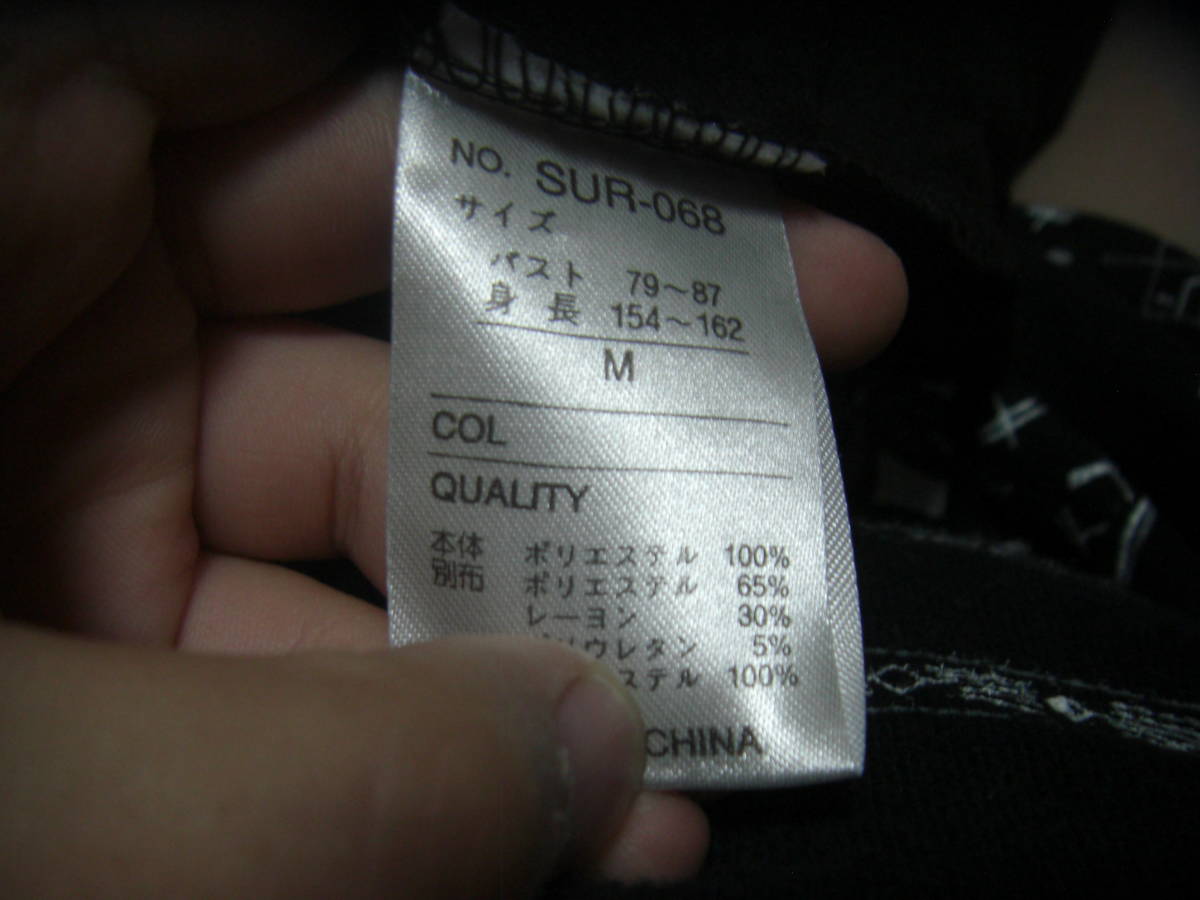 NO. SUR-068
サイズ
バスト 79～87
身長 154～162
M
COL
QUALITY
本体 ポリエステル 100%
別布 ポリエステル 65%
レーヨン 30%
リウレタン 5%
ステル 100%
CHINA